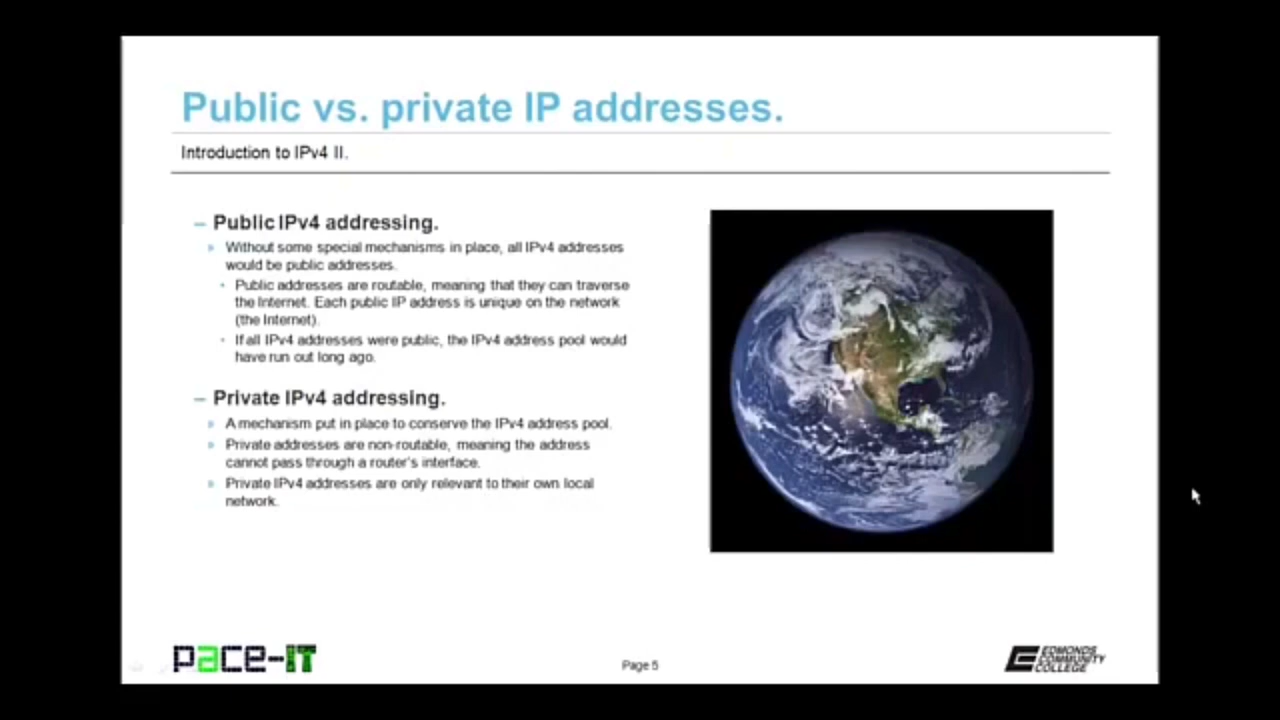 Public vs. private IP addresses.
Introduction to IPv4 II.
– Public IPv4 addressing.
» Without some special mechanisms in place, all IPv4 addresses
would be public addresses.
• Public addresses are routable, meaning that they can traverse
the Internet. Each public IP address is unique on the network
(the Internet).
• If all IPv4 addresses were public, the IPv4 address pool would
have run out long ago.
– Private IPv4 addressing.
» A mechanism put in place to conserve the IPv4 address pool.
» Private addresses are non-routable, meaning the address
cannot pass through a router's interface.
» Private IPv4 addresses are only relevant to their own local
network.
pace-IT
Page 5
EDMONDS
COMMUNITY
COLLEGE